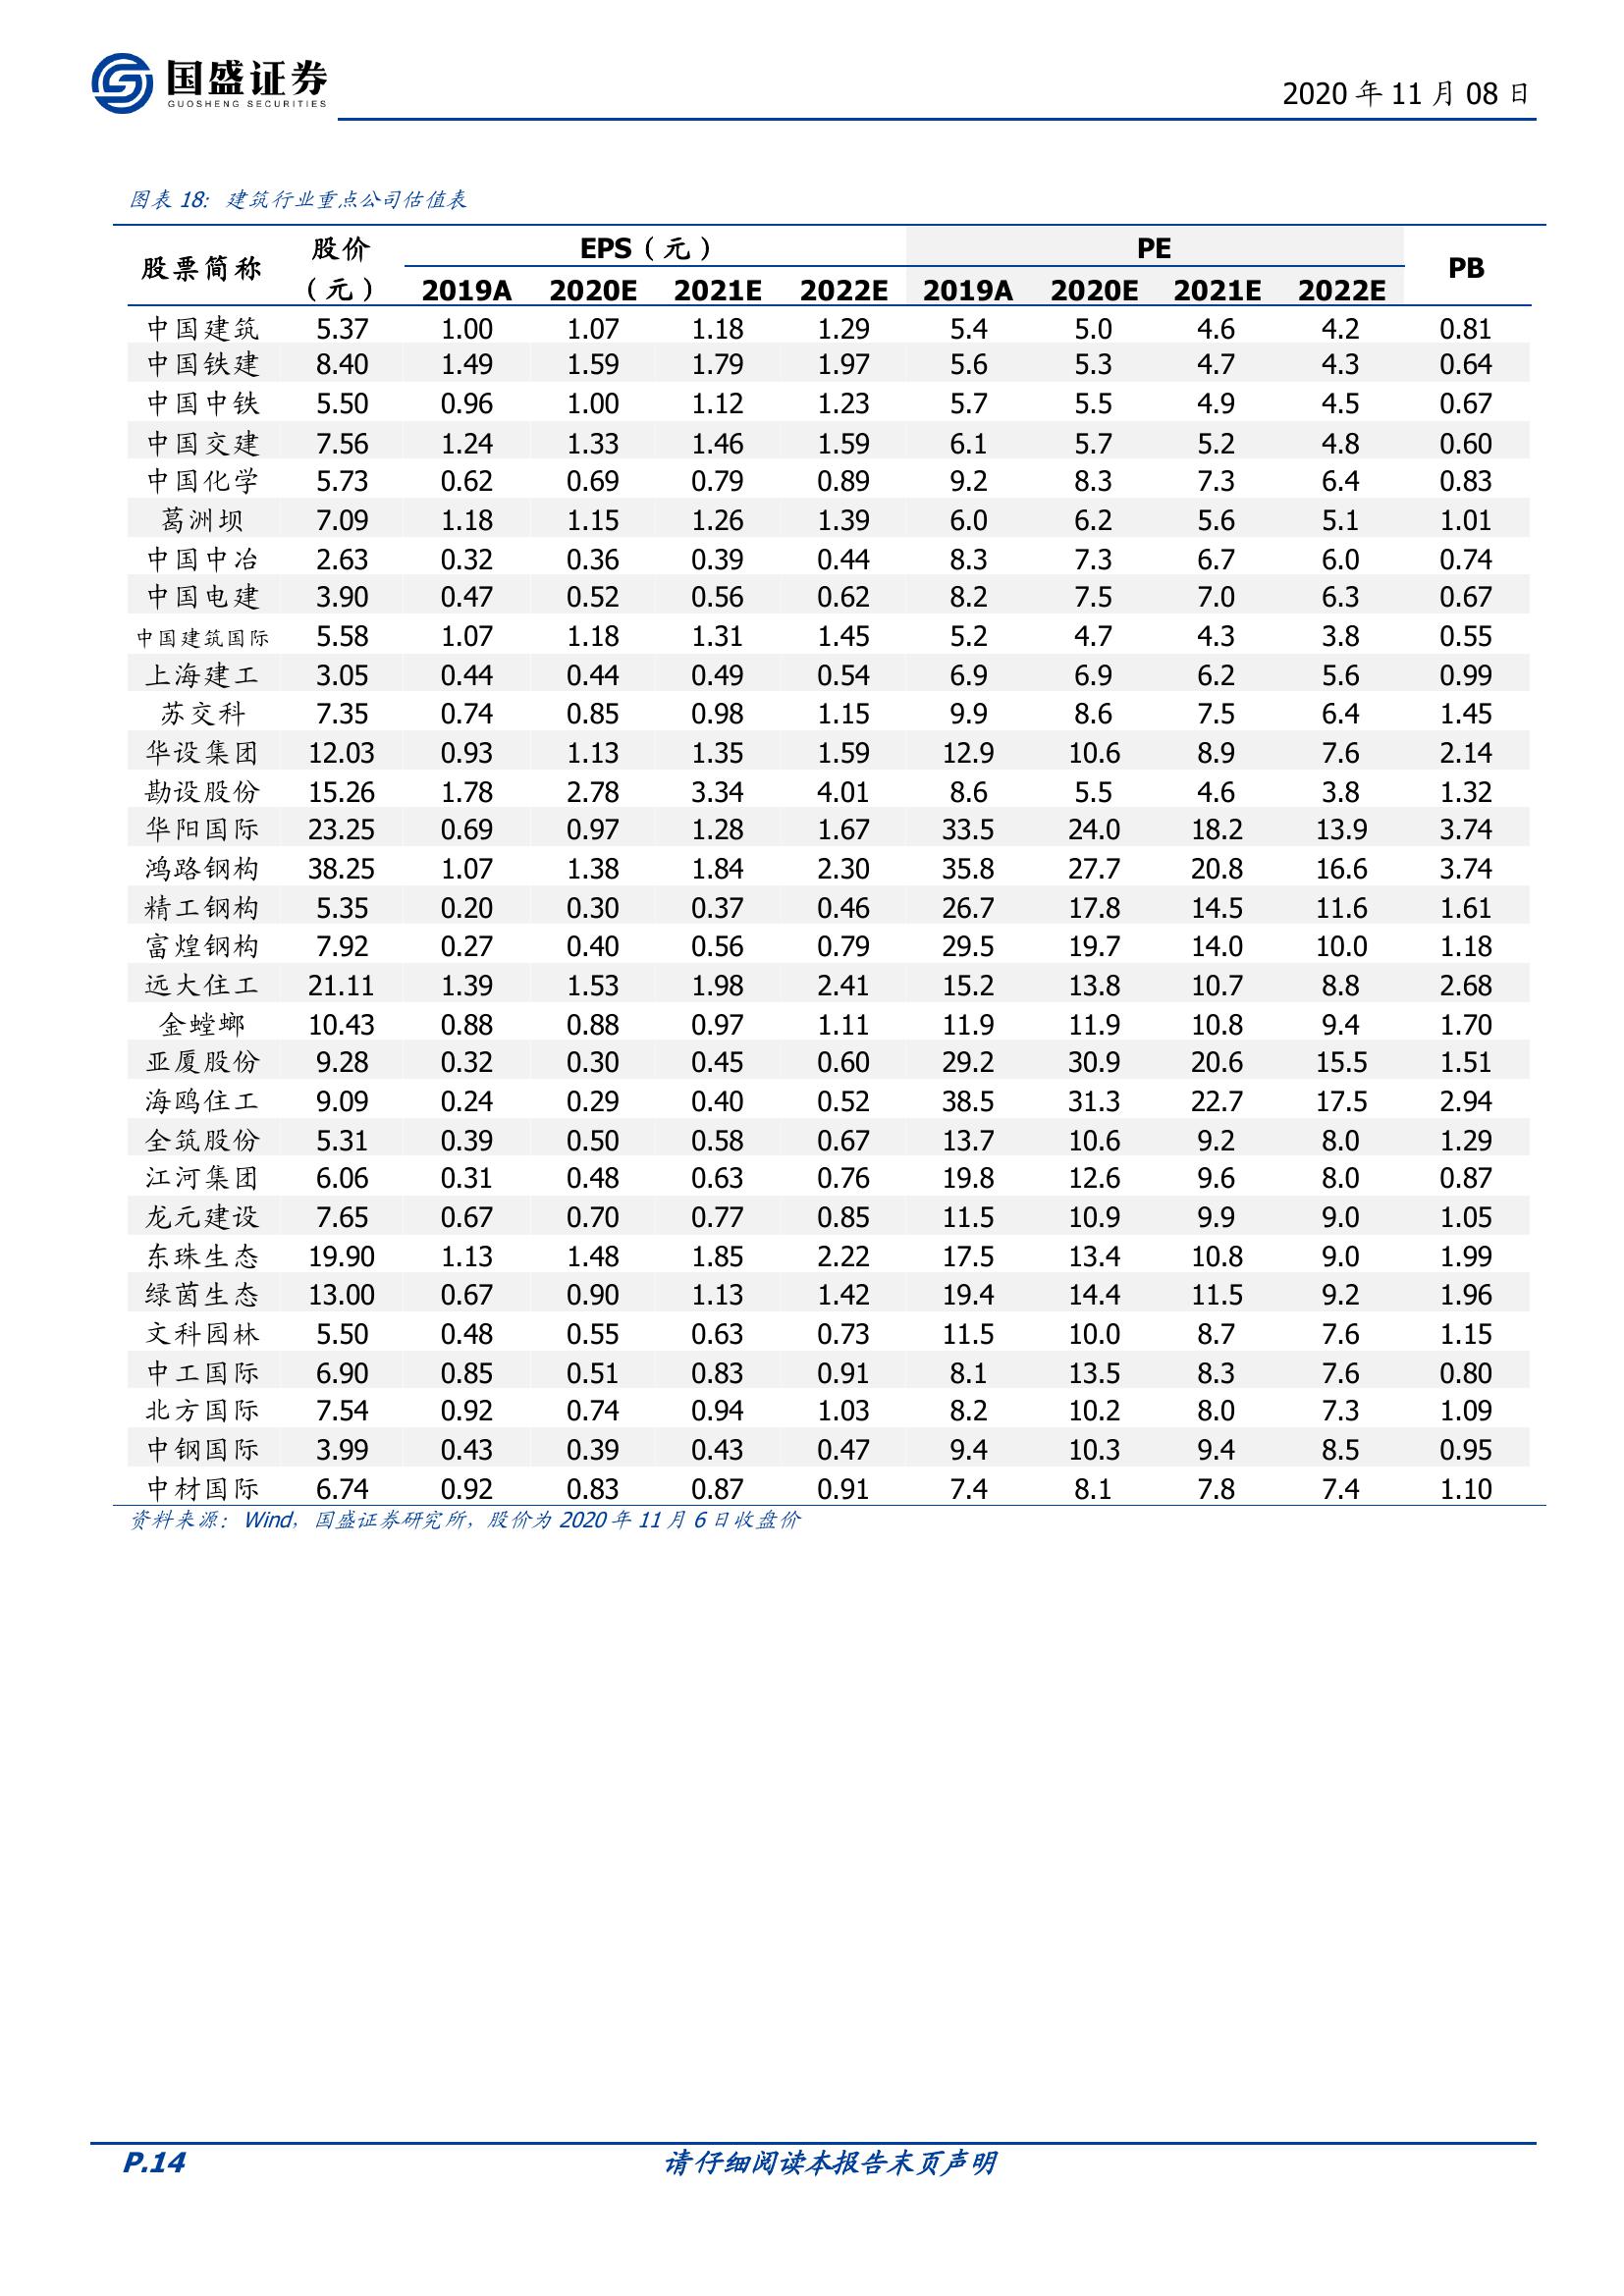 国盛证券
GUOSHENG SECURITIES
2020 年 11 月 08 日
图表 18: 建筑行业重点公司估值表
股票简称 股价（元） EPS（元） PE PB
2019A 2020E 2021E 2022E 2019A 2020E 2021E 2022E
中国建筑 5.37 1.00 1.07 1.18 1.29 5.4 5.0 4.6 4.2 0.81
中国铁建 8.40 1.49 1.59 1.79 1.97 5.6 5.3 4.7 4.3 0.64
中国中铁 5.50 0.96 1.00 1.12 1.23 5.7 5.5 4.9 4.5 0.67
中国交建 7.56 1.24 1.33 1.46 1.59 6.1 5.7 5.2 4.8 0.60
中国化学 5.73 0.62 0.69 0.79 0.89 9.2 8.3 7.3 6.4 0.83
葛洲坝 7.09 1.18 1.15 1.26 1.39 6.0 6.2 5.6 5.1 1.01
中国中冶 2.63 0.32 0.36 0.39 0.44 8.3 7.3 6.7 6.0 0.74
中国电建 3.90 0.47 0.52 0.56 0.62 8.2 7.5 7.0 6.3 0.67
中国建筑国际 5.58 1.07 1.18 1.31 1.45 5.2 4.7 4.3 3.8 0.55
上海建工 3.05 0.44 0.44 0.49 0.54 6.9 6.9 6.2 5.6 0.99
苏交科 7.35 0.74 0.85 0.98 1.15 9.9 8.6 7.5 6.4 1.45
华设集团 12.03 0.93 1.13 1.35 1.59 12.9 10.6 8.9 7.6 2.14
勘设股份 15.26 1.78 2.78 3.34 4.01 8.6 5.5 4.6 3.8 1.32
华阳国际 23.25 0.69 0.97 1.28 1.67 33.5 24.0 18.2 13.9 3.74
鸿路钢构 38.25 1.07 1.38 1.84 2.30 35.8 27.7 20.8 16.6 3.74
精工钢构 5.35 0.20 0.30 0.37 0.46 26.7 17.8 14.5 11.6 1.61
富煌钢构 7.92 0.27 0.40 0.56 0.79 29.5 19.7 14.0 10.0 1.18
远大住工 21.11 1.39 1.53 1.98 2.41 15.2 13.8 10.7 8.8 2.68
金螳螂 10.43 0.88 0.88 0.97 1.11 11.9 11.9 10.8 9.4 1.70
亚厦股份 9.28 0.32 0.30 0.45 0.60 29.2 30.9 20.6 15.5 1.51
海鸥住工 9.09 0.24 0.29 0.40 0.52 38.5 31.3 22.7 17.5 2.94
全筑股份 5.31 0.39 0.50 0.58 0.67 13.7 10.6 9.2 8.0 1.29
江河集团 6.06 0.31 0.48 0.63 0.76 19.8 12.6 9.6 8.0 0.87
龙元建设 7.65 0.67 0.70 0.77 0.85 11.5 10.9 9.9 9.0 1.05
东珠生态 19.90 1.13 1.48 1.85 2.22 17.5 13.4 10.8 9.0 1.99
绿茵生态 13.00 0.67 0.90 1.13 1.42 19.4 14.4 11.5 9.2 1.96
文科园林 5.50 0.48 0.55 0.63 0.73 11.5 10.0 8.7 7.6 1.15
中工国际 6.90 0.85 0.51 0.83 0.91 8.1 13.5 8.3 7.6 0.80
北方国际 7.54 0.92 0.74 0.94 1.03 8.2 10.2 8.0 7.3 1.09
中钢国际 3.99 0.43 0.39 0.43 0.47 9.4 10.3 9.4 8.5 0.95
中材国际 6.74 0.92 0.83 0.87 0.91 7.4 8.1 7.8 7.4 1.10
资料来源：Wind，国盛证券研究所，股价为 2020 年 11 月 6 日收盘价
P.14 请仔细阅读本报告末页声明